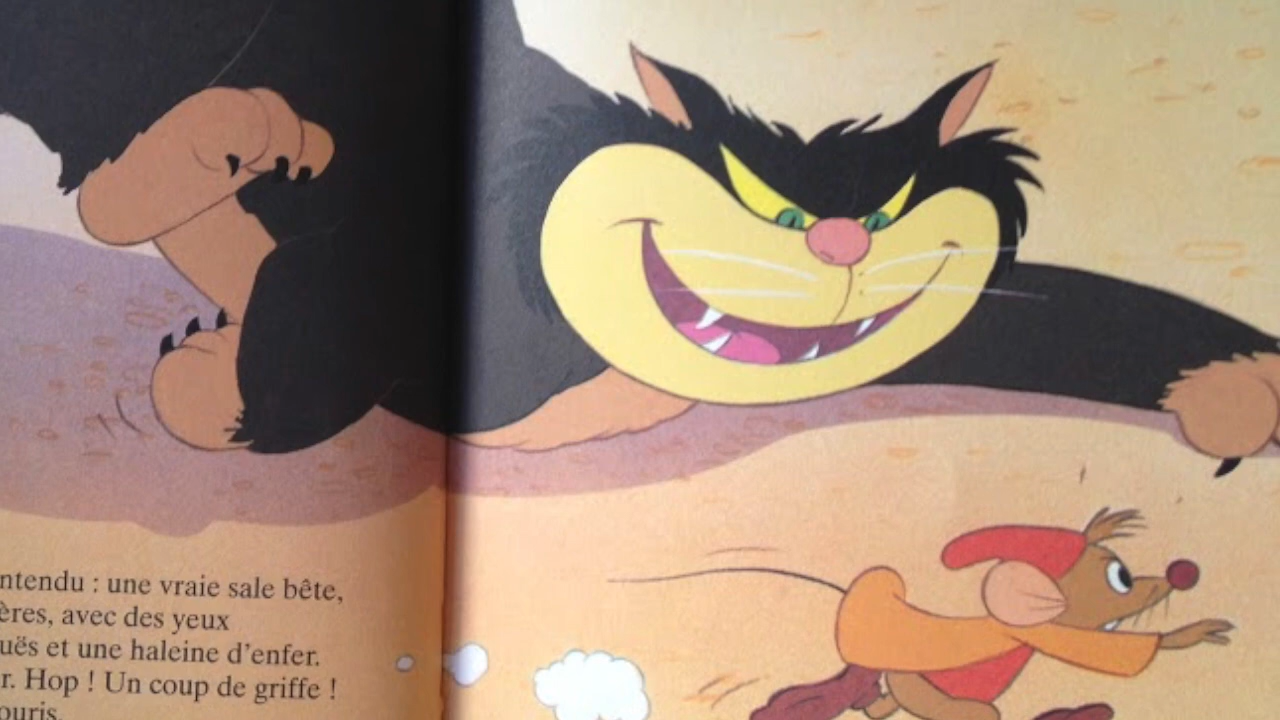 ntendu : une vraie sale bête,
ères, avec des yeux
uës et une haleine d'enfer.
r. Hop ! Un coup de griffe !
ouris.